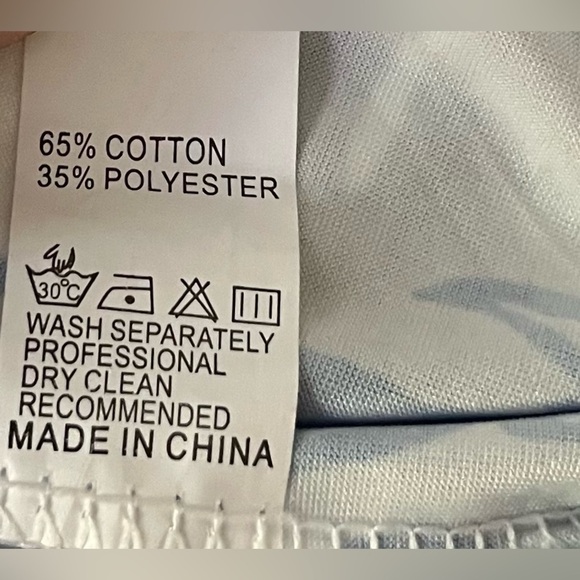 65% COTTON
35% POLYESTER
30°C
WASH SEPARATELY
PROFESSIONAL
DRY CLEAN
RECOMMENDED
MADE IN CHINA